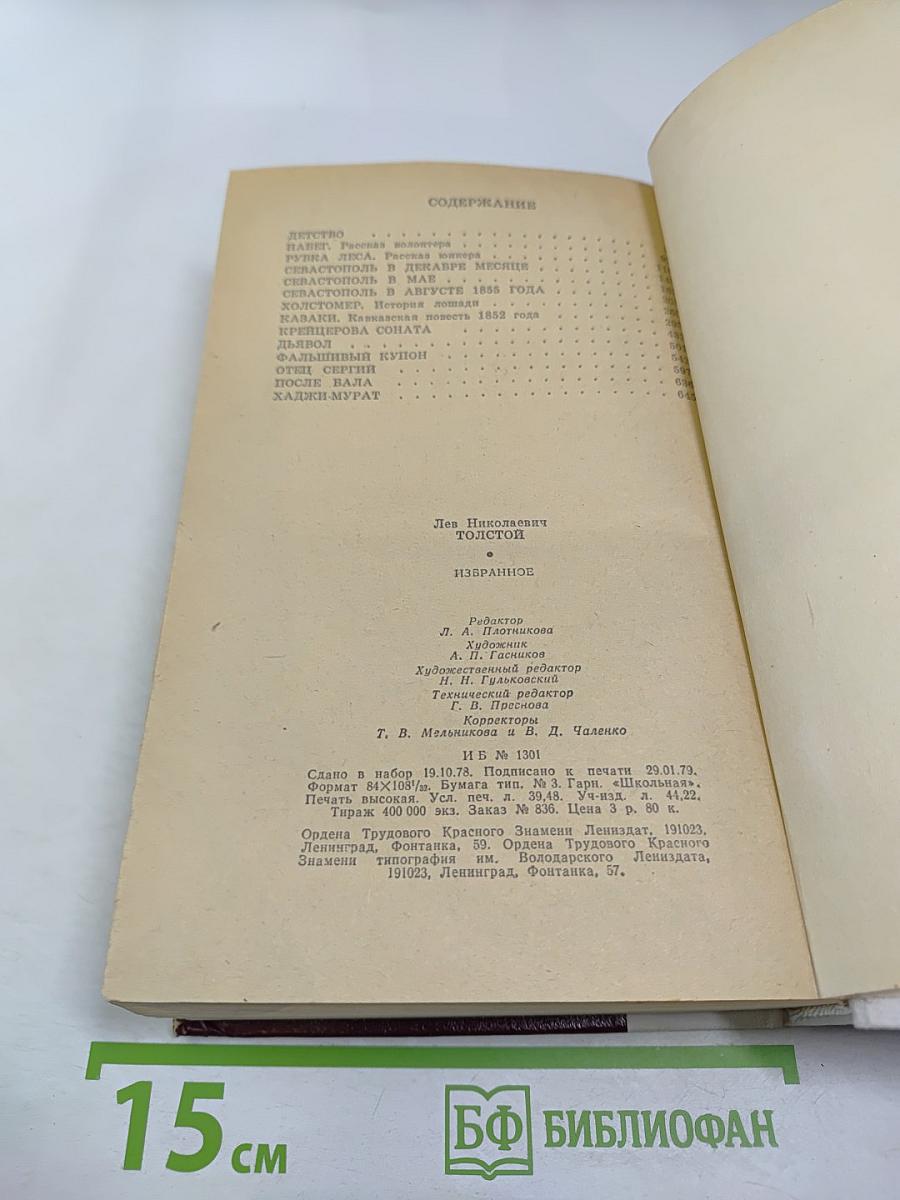 СОДЕРЖАНИЕ
ДЕТСТВО
НАБЕГ. Рассказ волонтера
РУБКА ЛЕСА. Рассказ юнкера
СЕВАСТОПОЛЬ В ДЕКАБРЕ МЕСЯЦЕ
СЕВАСТОПОЛЬ В МАЕ
СЕВАСТОПОЛЬ В АВГУСТЕ 1855 ГОДА
ХОЛСТОМЕР. История лошади
КАЗАКИ. Кавказская повесть 1852 года
КРЕЙЦЕРОВА СОНАТА
ДЬЯВОЛ
ФАЛЬШИВЫЙ КУПОН
ОТЕЦ СЕРГИЙ 597
ПОСЛЕ БАЛА
ХАДЖИ-МУРАТ
Лев Николаевич
ТОЛСТОЙ
ИЗБРАННОЕ
Редактор
Л. А. Плотникова
Художник
А. П. Гасников
Художественный редактор
Н. Н. Гульковский
Технический редактор
Г. В. Преснова
Корректоры
Т. В. Мельникова и В. Д. Чаленко
ИБ № 1301
Сдано в набор 19.10.78. Подписано к печати 29.01.79.
Формат 84×108¹/₃₂. Бумага тип. № 3. Гарн. «Школьная».
Печать высокая. Усл. печ. л. 39,48. Уч-изд. л. 44,22.
Тираж 400 000 экз. Заказ № 836. Цена 3 р. 80 к.
Ордена Трудового Красного Знамени Лениздат, 191023,
Ленинград, Фонтанка, 59. Ордена Трудового Красного
Знамени типография им. Володарского Лениздата,
191023, Ленинград, Фонтанка, 57.
15 см
БФ БИБЛИОФАН